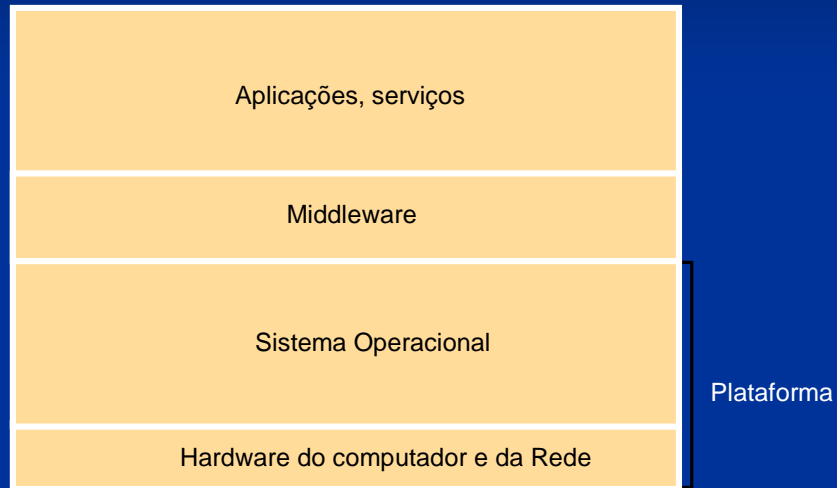 Aplicações, serviços
Middleware
Sistema Operacional
Plataforma
Hardware do computador e da Rede